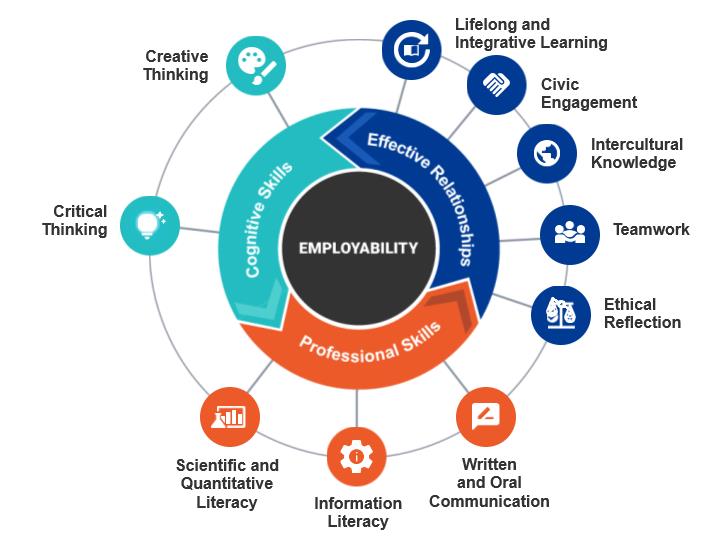 Lifelong and
Integrative Learning
Creative
Thinking
Civic
Engagement
Effective Relationships
Intercultural
Knowledge
Cognitive Skills
Critical
Thinking
Teamwork
EMPLOYABILITY
Ethical
Reflection
Professional Skills
Scientific and
Quantitative
Literacy
Written
and Oral
Communication
Information
Literacy